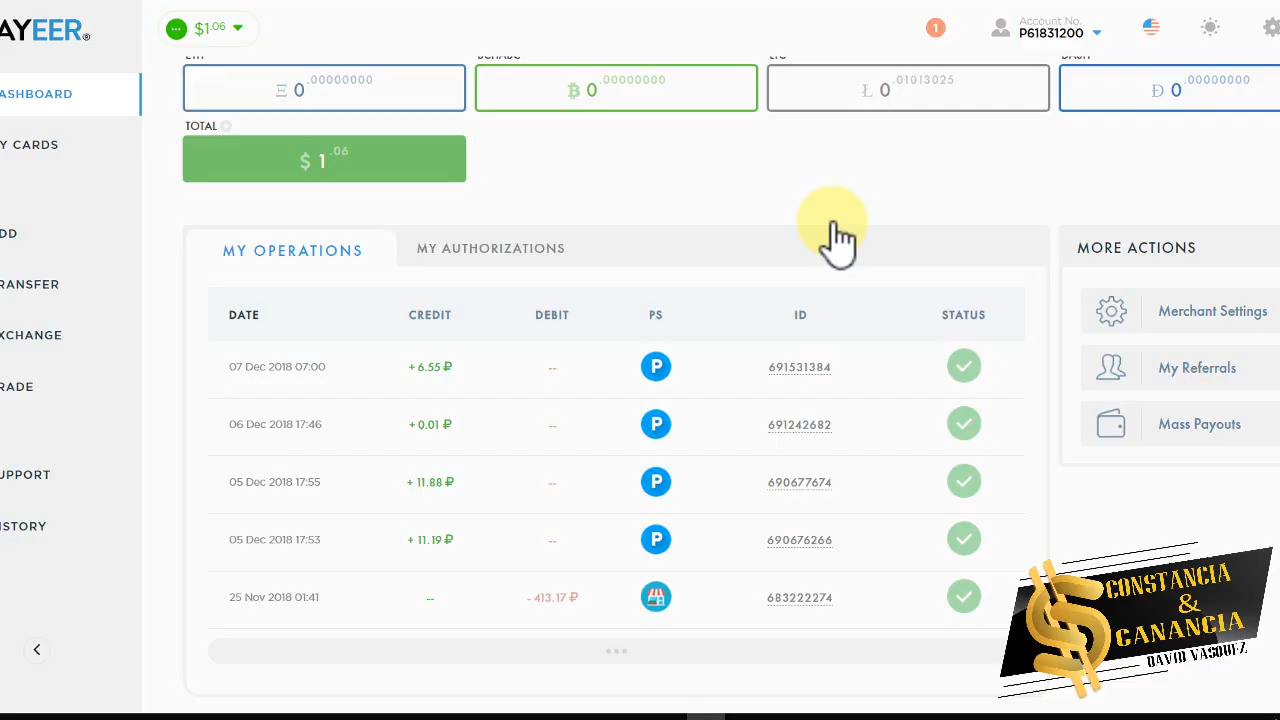 AYEER®
$1.06
1
Account No.
P61831200
ASHBOARD
Y CARDS
DD
RANSFER
XCHANGE
RADE
UPPORT
ISTORY
Ξ 0.00000000
Ƀ 0.00000000
Ł 0.01013025
Đ 0.00000000
TOTAL
$ 1.06
MY OPERATIONS
MY AUTHORIZATIONS
DATE CREDIT DEBIT PS ID STATUS
07 Dec 2018 07:00 + 6.55 ₽ -- P 691531384
06 Dec 2018 17:46 + 0.01 ₽ -- P 691242682
05 Dec 2018 17:55 + 11.88 ₽ -- P 690677674
05 Dec 2018 17:53 + 11.19 ₽ -- P 690676266
25 Nov 2018 01:41 -- - 413.17 ₽ 683222274
MORE ACTIONS
Merchant Settings
My Referrals
Mass Payouts
CONSTANCIA
&
GANANCIA
DAVID VASQUEZ